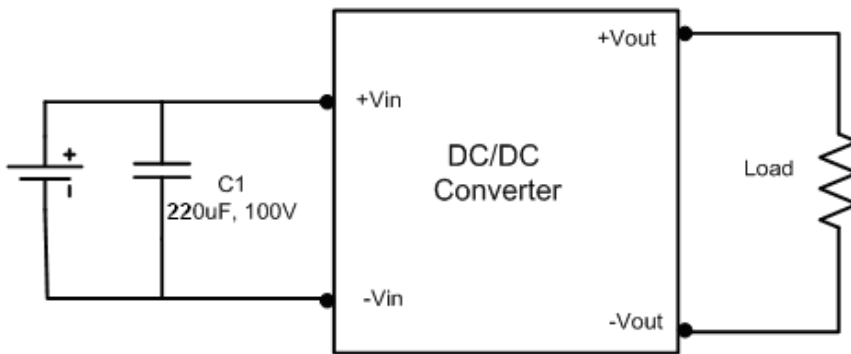 +Vout
+Vin
+
-
DC/DC
Converter
Load
C1
220uF, 100V
-Vin
-Vout